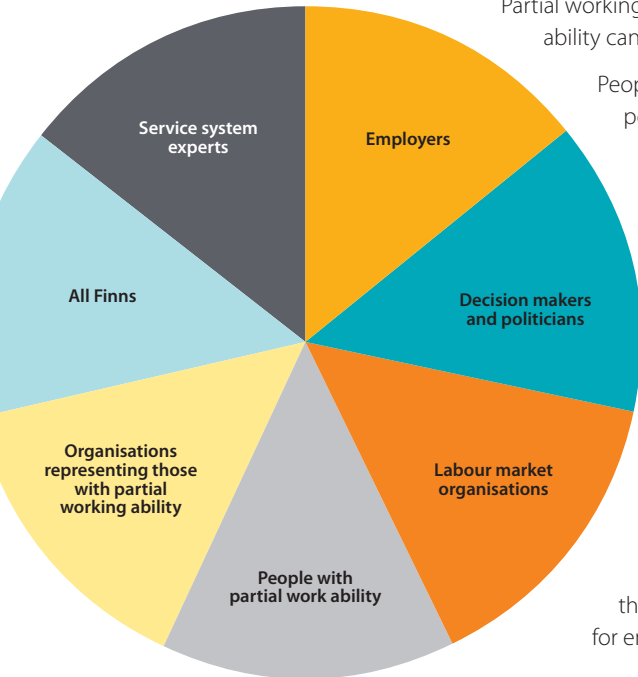 Partial working
ability can
Peop
Service system
experts
Employers
All Finns
Decision makers
and politicians
Organisations
representing those
with partial
working ability
Labour market
organisations
People with
partial work ability
th
for en